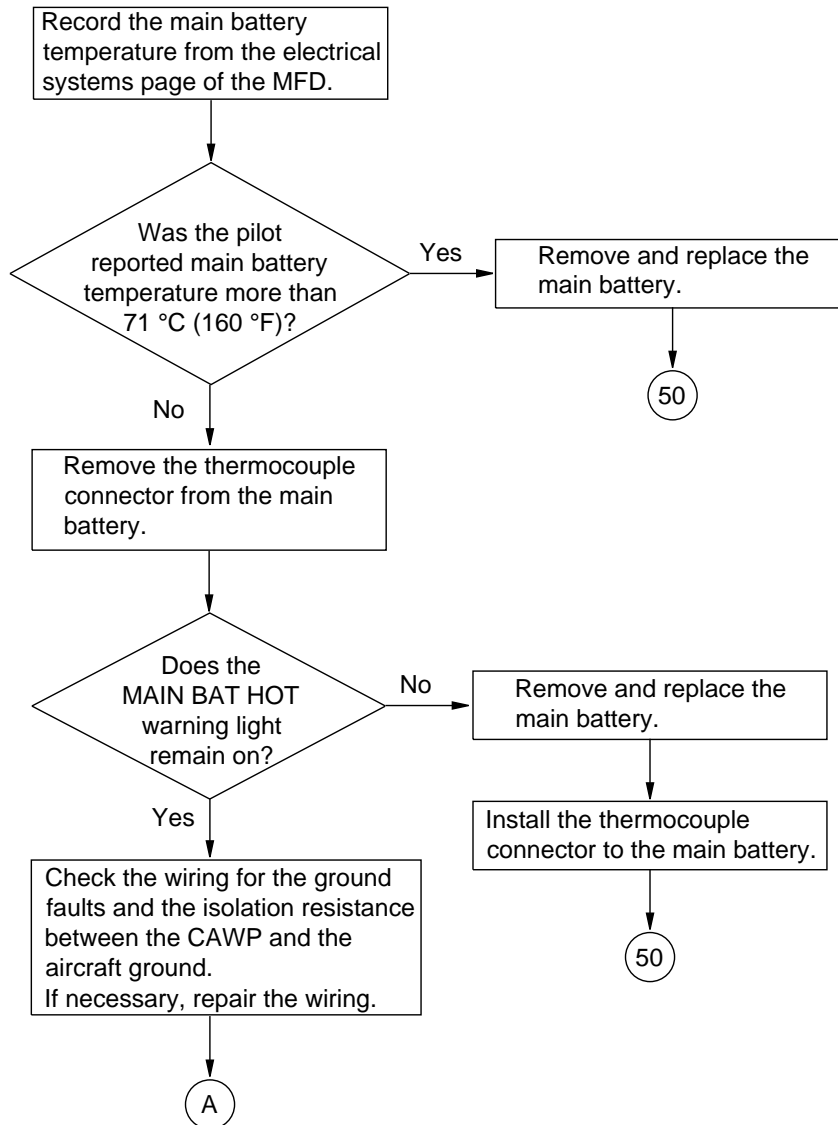 Record the main battery
temperature from the electrical
systems page of the MFD.
Was the pilot
reported main battery
temperature more than
71 °C (160 °F)?
Yes
Remove and replace the
main battery.
50
No
Remove the thermocouple
connector from the main
battery.
Does the
MAIN BAT HOT
warning light
remain on?
No
Remove and replace the
main battery.
Install the thermocouple
connector to the main battery.
50
Yes
Check the wiring for the ground
faults and the isolation resistance
between the CAWP and the
aircraft ground.
If necessary, repair the wiring.
A